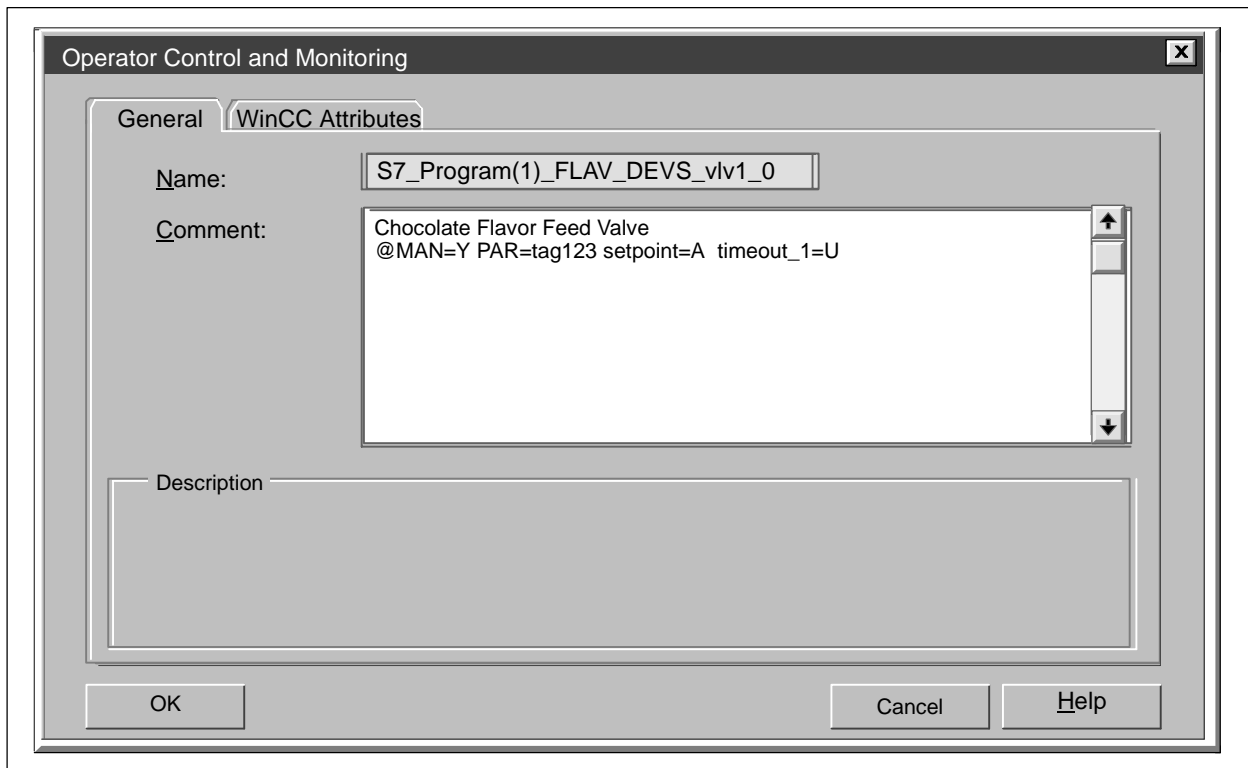 Operator Control and Monitoring
X
General
WinCC Attributes
Name:
S7_Program(1)_FLAV_DEVS_vlv1_0
Comment:
Chocolate Flavor Feed Valve
@MAN=Y PAR=tag123 setpoint=A  timeout_1=U
Description
OK
Cancel
Help